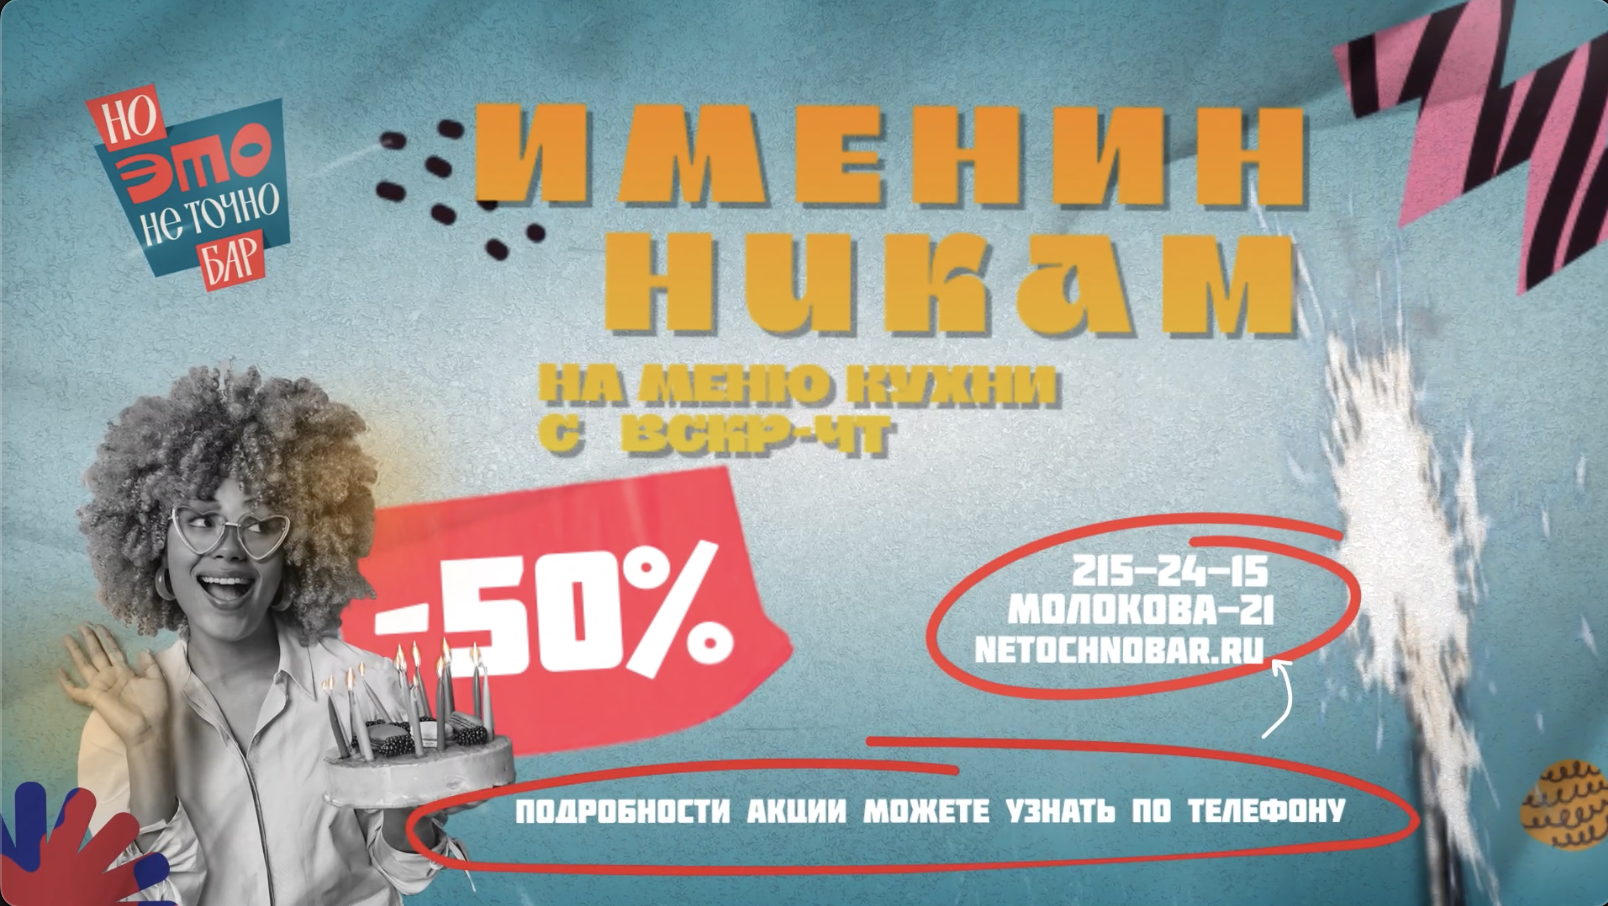 НО
ЭТО
НЕ ТОЧНО
БАР
ИМЕНИН
НИКАМ
НА МЕНЮ КУХНИ
С ВСКР-ЧТ
-50%
215-24-15
МОЛОКОВА-21
NETOCHNOBAR.RU
ПОДРОБНОСТИ АКЦИИ МОЖЕТЕ УЗНАТЬ ПО ТЕЛЕФОНУ